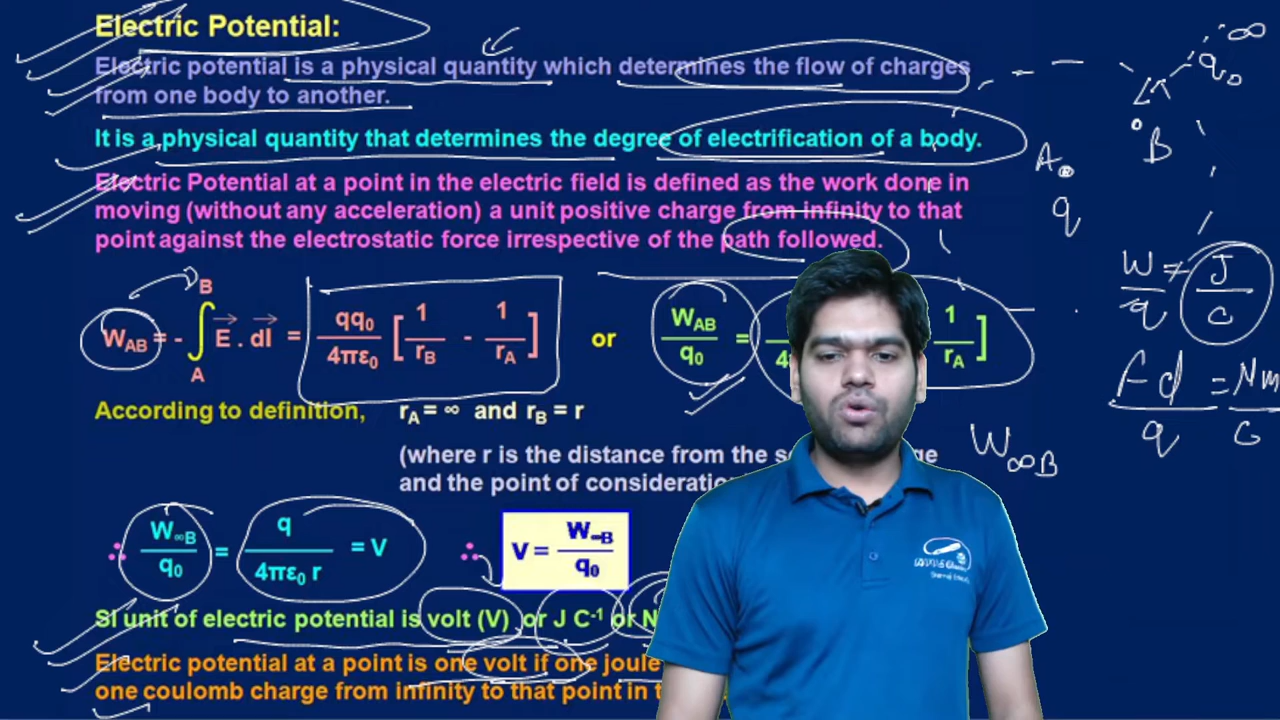 Electric Potential:
Electric potential is a physical quantity which determines the flow of charges
from one body to another.
It is a physical quantity that determines the degree of electrification of a body.
Electric Potential at a point in the electric field is defined as the work done in
moving (without any acceleration) a unit positive charge from infinity to that
point against the electrostatic force irrespective of the path followed.
∞
q₀
B
A
q
W/q = J/C
Fd/q = Nm/C
W_AB = - ∫_A^B E⃗ . dl⃗ = qq₀/4πε₀ [1/r_B - 1/r_A] or W_AB/q₀ = 4 1/r_A]
According to definition, r_A = ∞ and r_B = r
W∞B
(where r is the distance from the
and the point of consideration
∴ W∞B/q₀ = q/4πε₀ r = V ∴ V = W∞B/q₀
SI unit of electric potential is volt (V) or J C⁻¹ or N
Electric potential at a point is one volt if one joule
one coulomb charge from infinity to that point in